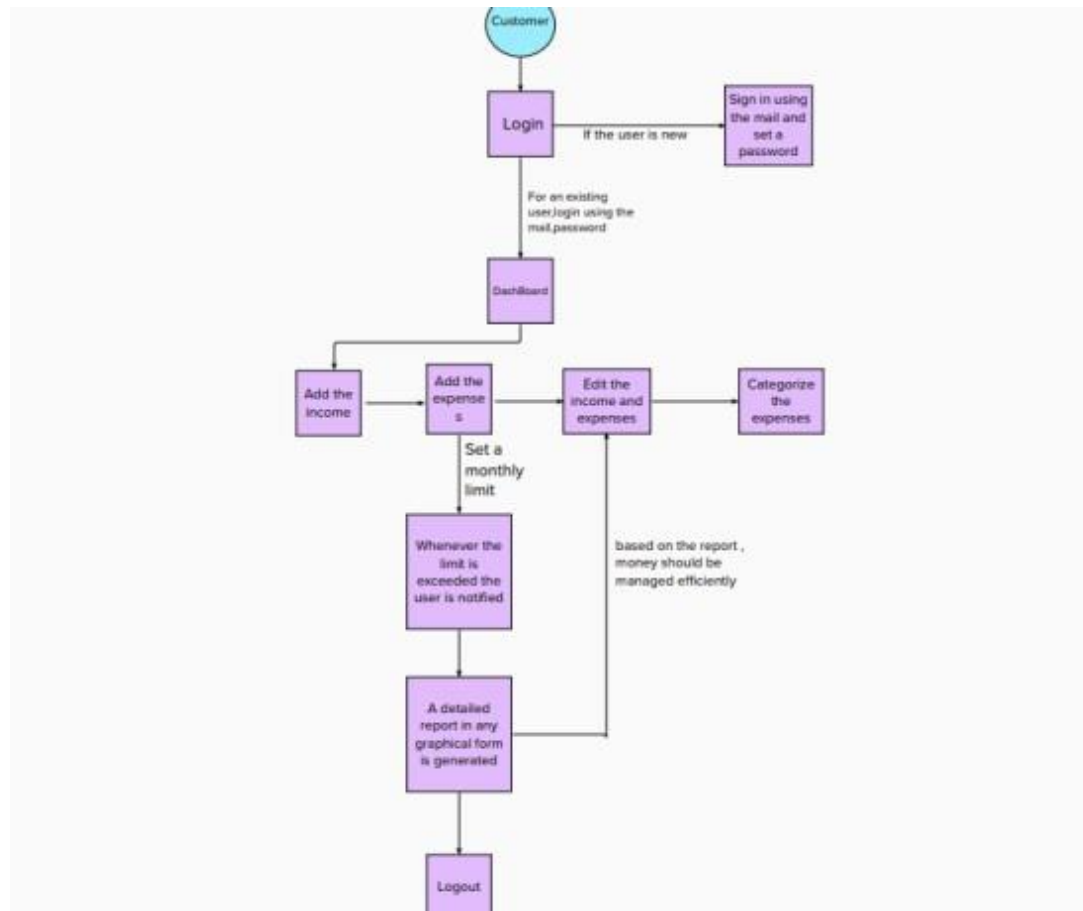 Customer
Login
If the user is new
Sign in using
the mail and
set a
password
For an existing
user,login using the
mail,password
DashBoard
Add the
income
Add the
expense
s
Edit the
income and
expenses
Categorize
the
expenses
Set a
monthly
limit
Whenever the
limit is
exceeded the
user is notified
based on the report ,
money should be
managed efficiently
A detailed
report in any
graphical form
is generated
Logout